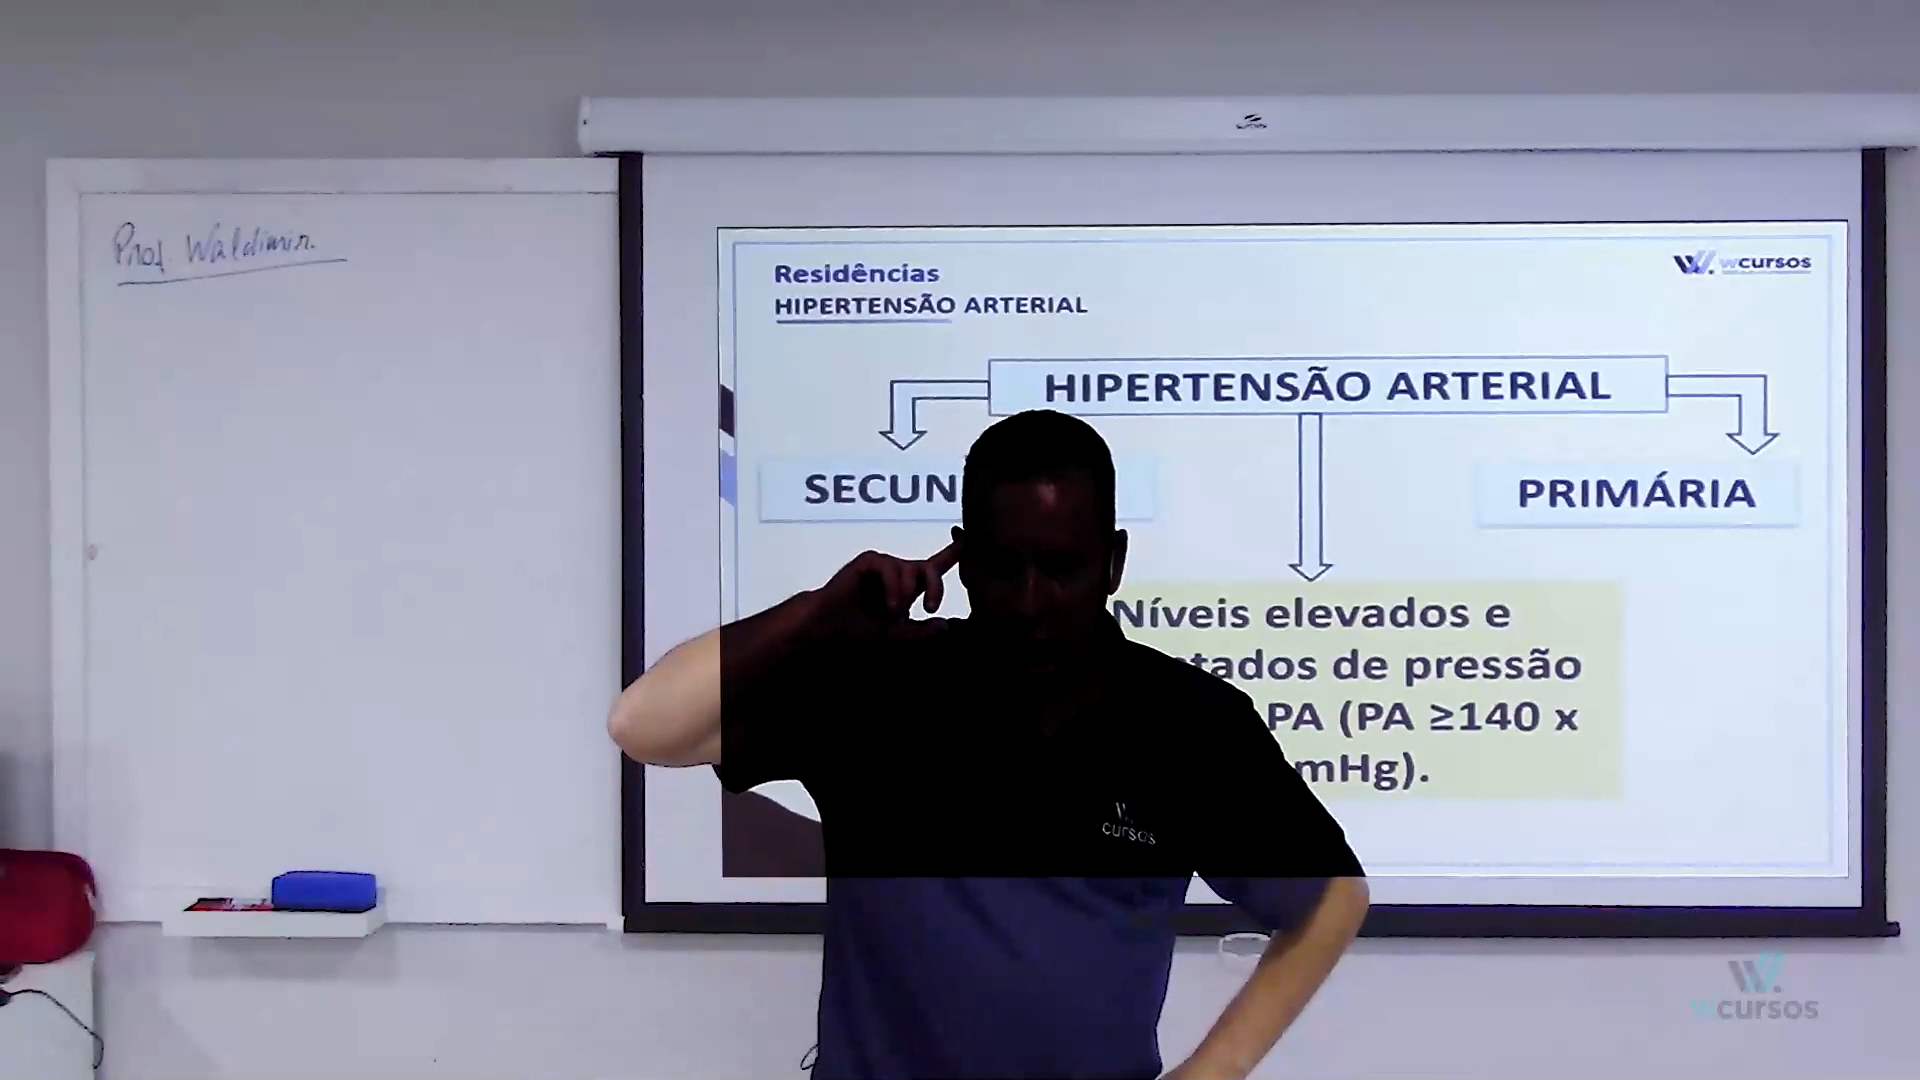 Prof. Waldimir.
Residências
HIPERTENSÃO ARTERIAL
wcursos
HIPERTENSÃO ARTERIAL
SECUN
PRIMÁRIA
Níveis elevados e
tados de pressão
PA (PA ≥140 x
mHg).
cursos
wcursos